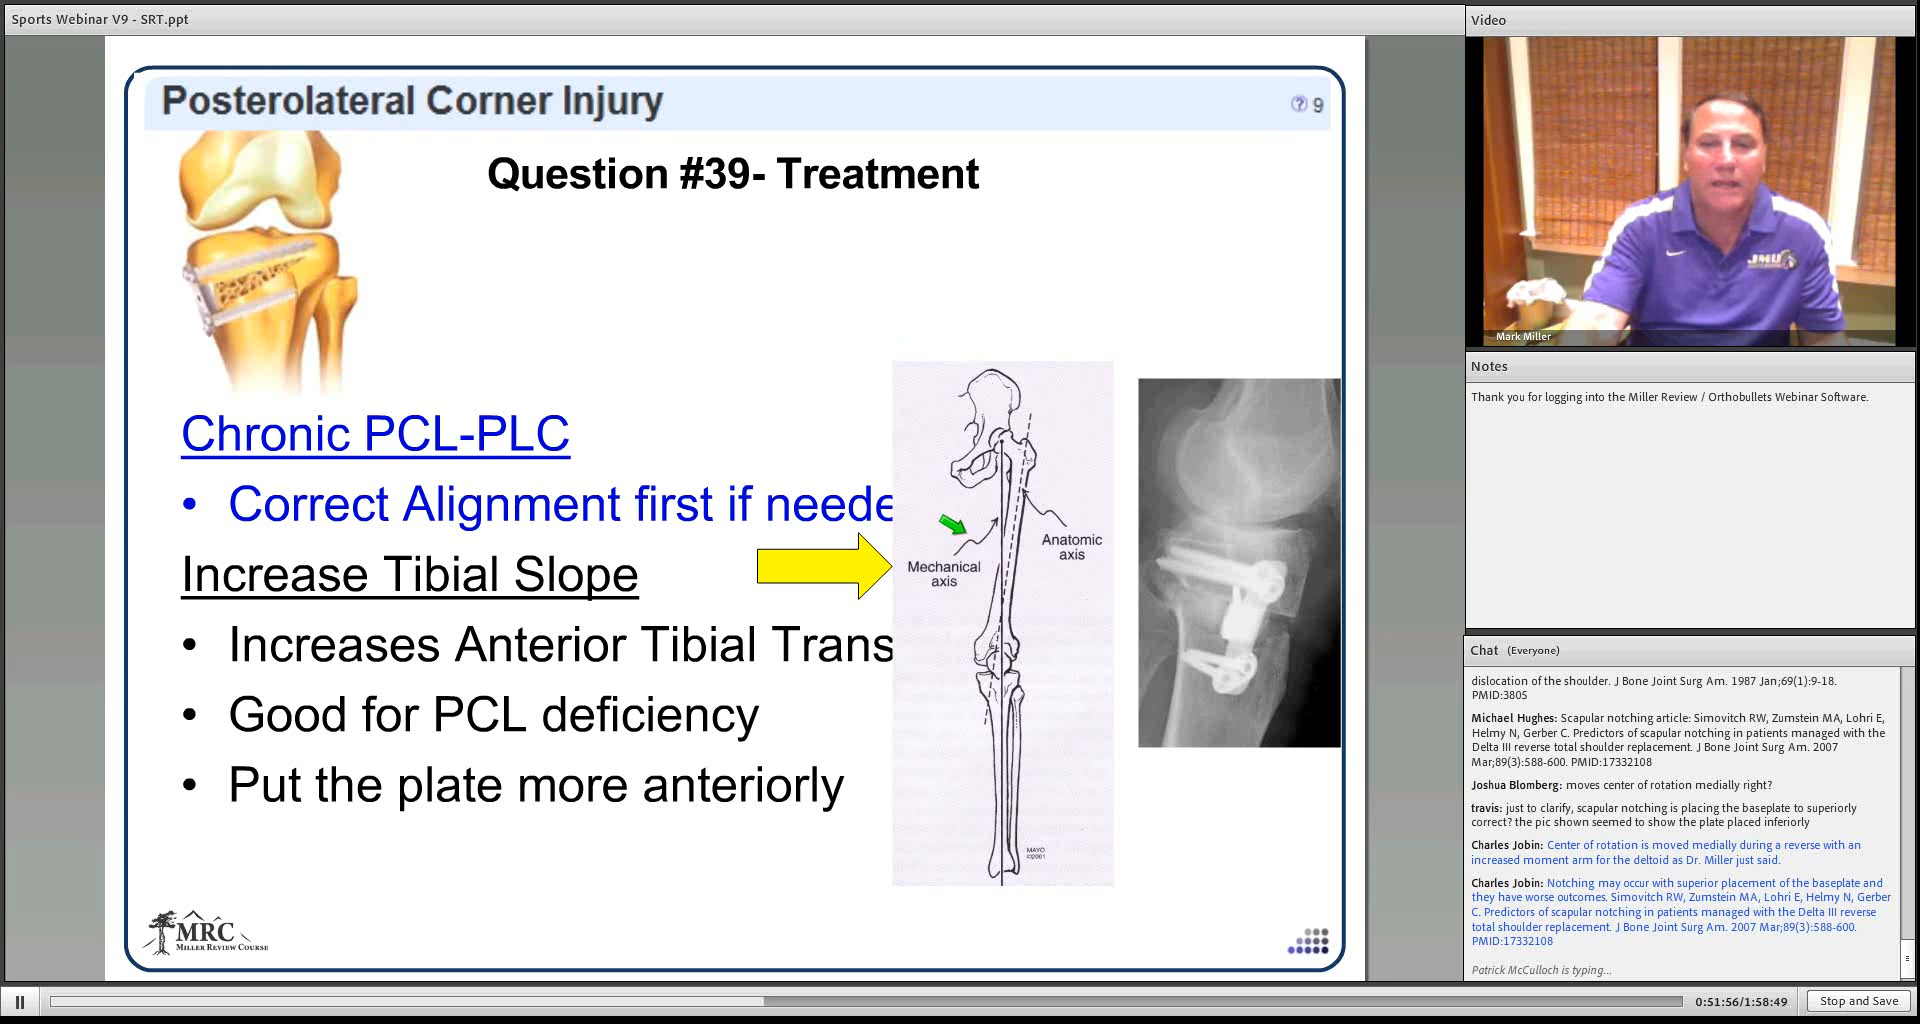 Sports Webinar V9 - SRT.ppt
Posterolateral Corner Injury
? 9
Question #39- Treatment
Chronic PCL-PLC
• Correct Alignment first if neede
Increase Tibial Slope
• Increases Anterior Tibial Trans
• Good for PCL deficiency
• Put the plate more anteriorly
Mechanical
axis
Anatomic
axis
MAYO
©2001
MRC
MILLER REVIEW COURSE
Video
JMU
Mark Miller
Notes
Thank you for logging into the Miller Review / Orthobullets Webinar Software.
Chat (Everyone)
dislocation of the shoulder. J Bone Joint Surg Am. 1987 Jan;69(1):9-18.
PMID:3805
Michael Hughes: Scapular notching article: Simovitch RW, Zumstein MA, Lohri E,
Helmy N, Gerber C. Predictors of scapular notching in patients managed with the
Delta III reverse total shoulder replacement. J Bone Joint Surg Am. 2007
Mar;89(3):588-600. PMID:17332108
Joshua Blomberg: moves center of rotation medially right?
travis: just to clarify, scapular notching is placing the baseplate to superiorly
correct? the pic shown seemed to show the plate placed inferiorly
Charles Jobin: Center of rotation is moved medially during a reverse with an
increased moment arm for the deltoid as Dr. Miller just said.
Charles Jobin: Notching may occur with superior placement of the baseplate and
they have worse outcomes. Simovitch RW, Zumstein MA, Lohri E, Helmy N, Gerber
C. Predictors of scapular notching in patients managed with the Delta III reverse
total shoulder replacement. J Bone Joint Surg Am. 2007 Mar;89(3):588-600.
PMID:17332108
Patrick McCulloch is typing...
0:51:56/1:58:49
Stop and Save